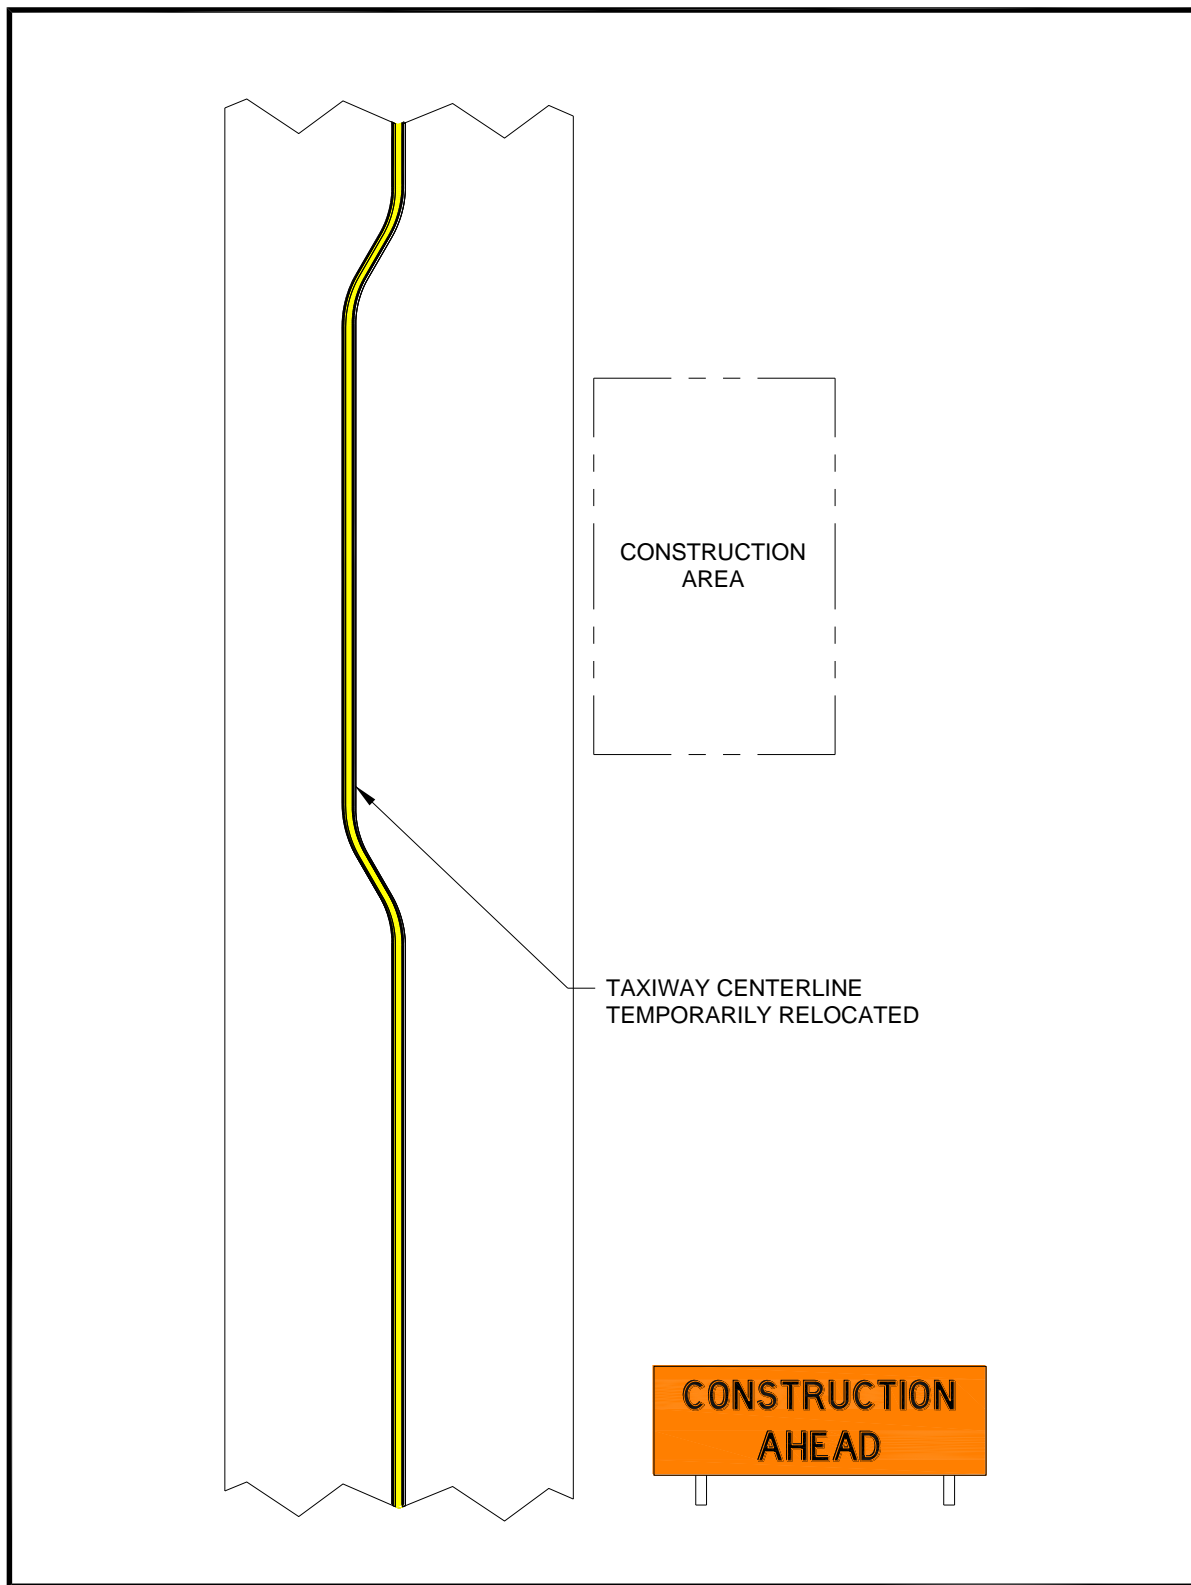 CONSTRUCTION
AREA
TAXIWAY CENTERLINE
TEMPORARILY RELOCATED
CONSTRUCTION
AHEAD